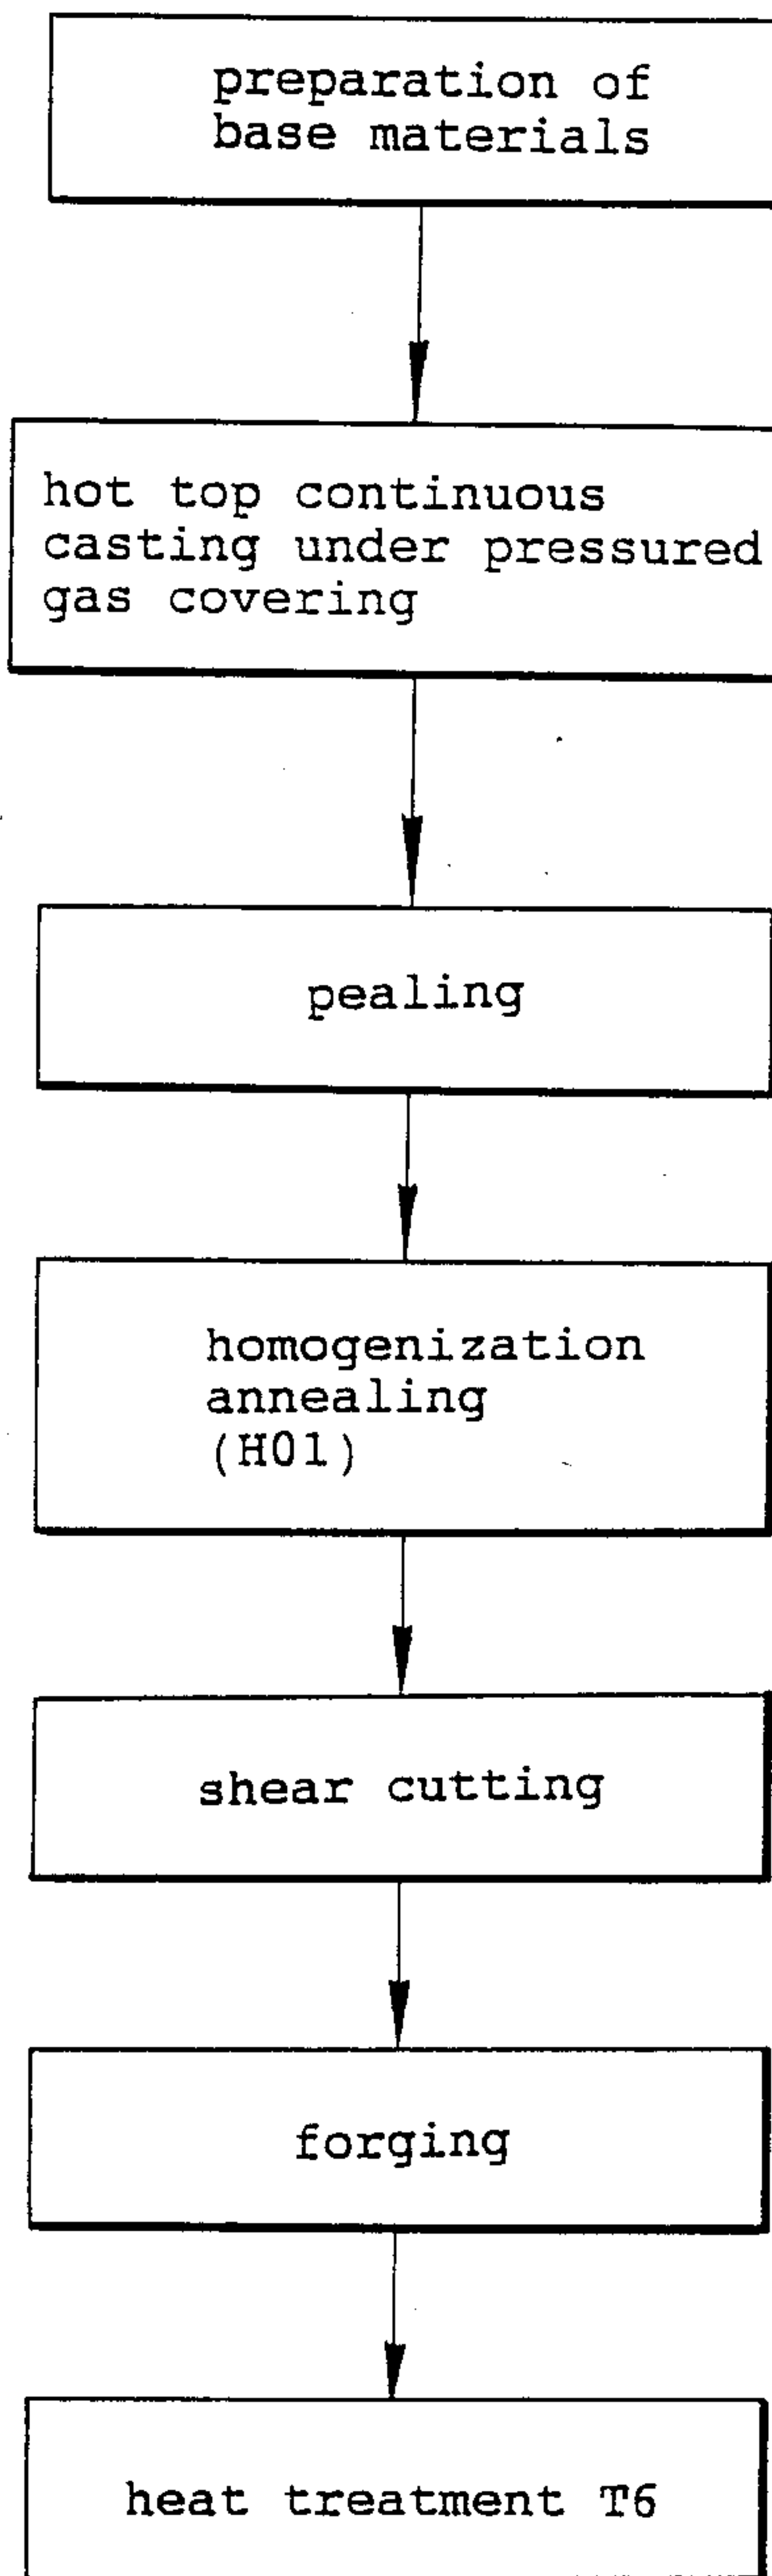 preparation of
base materials
hot top continuous
casting under pressured
gas covering
pealing
homogenization
annealing
(H01)
shear cutting
forging
heat treatment T6